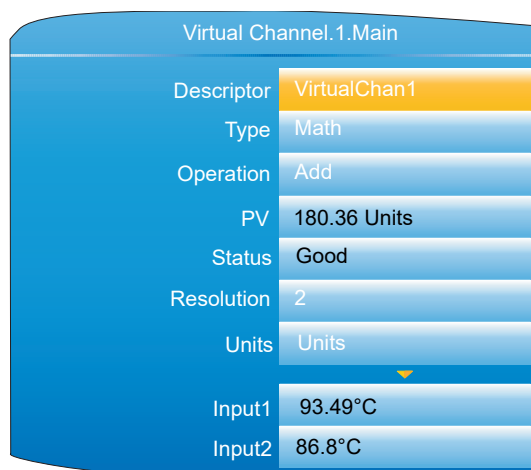 Virtual Channel.1.Main
Descriptor VirtualChan1
Type Math
Operation Add
PV 180.36 Units
Status Good
Resolution 2
Units Units
Input1 93.49°C
Input2 86.8°C